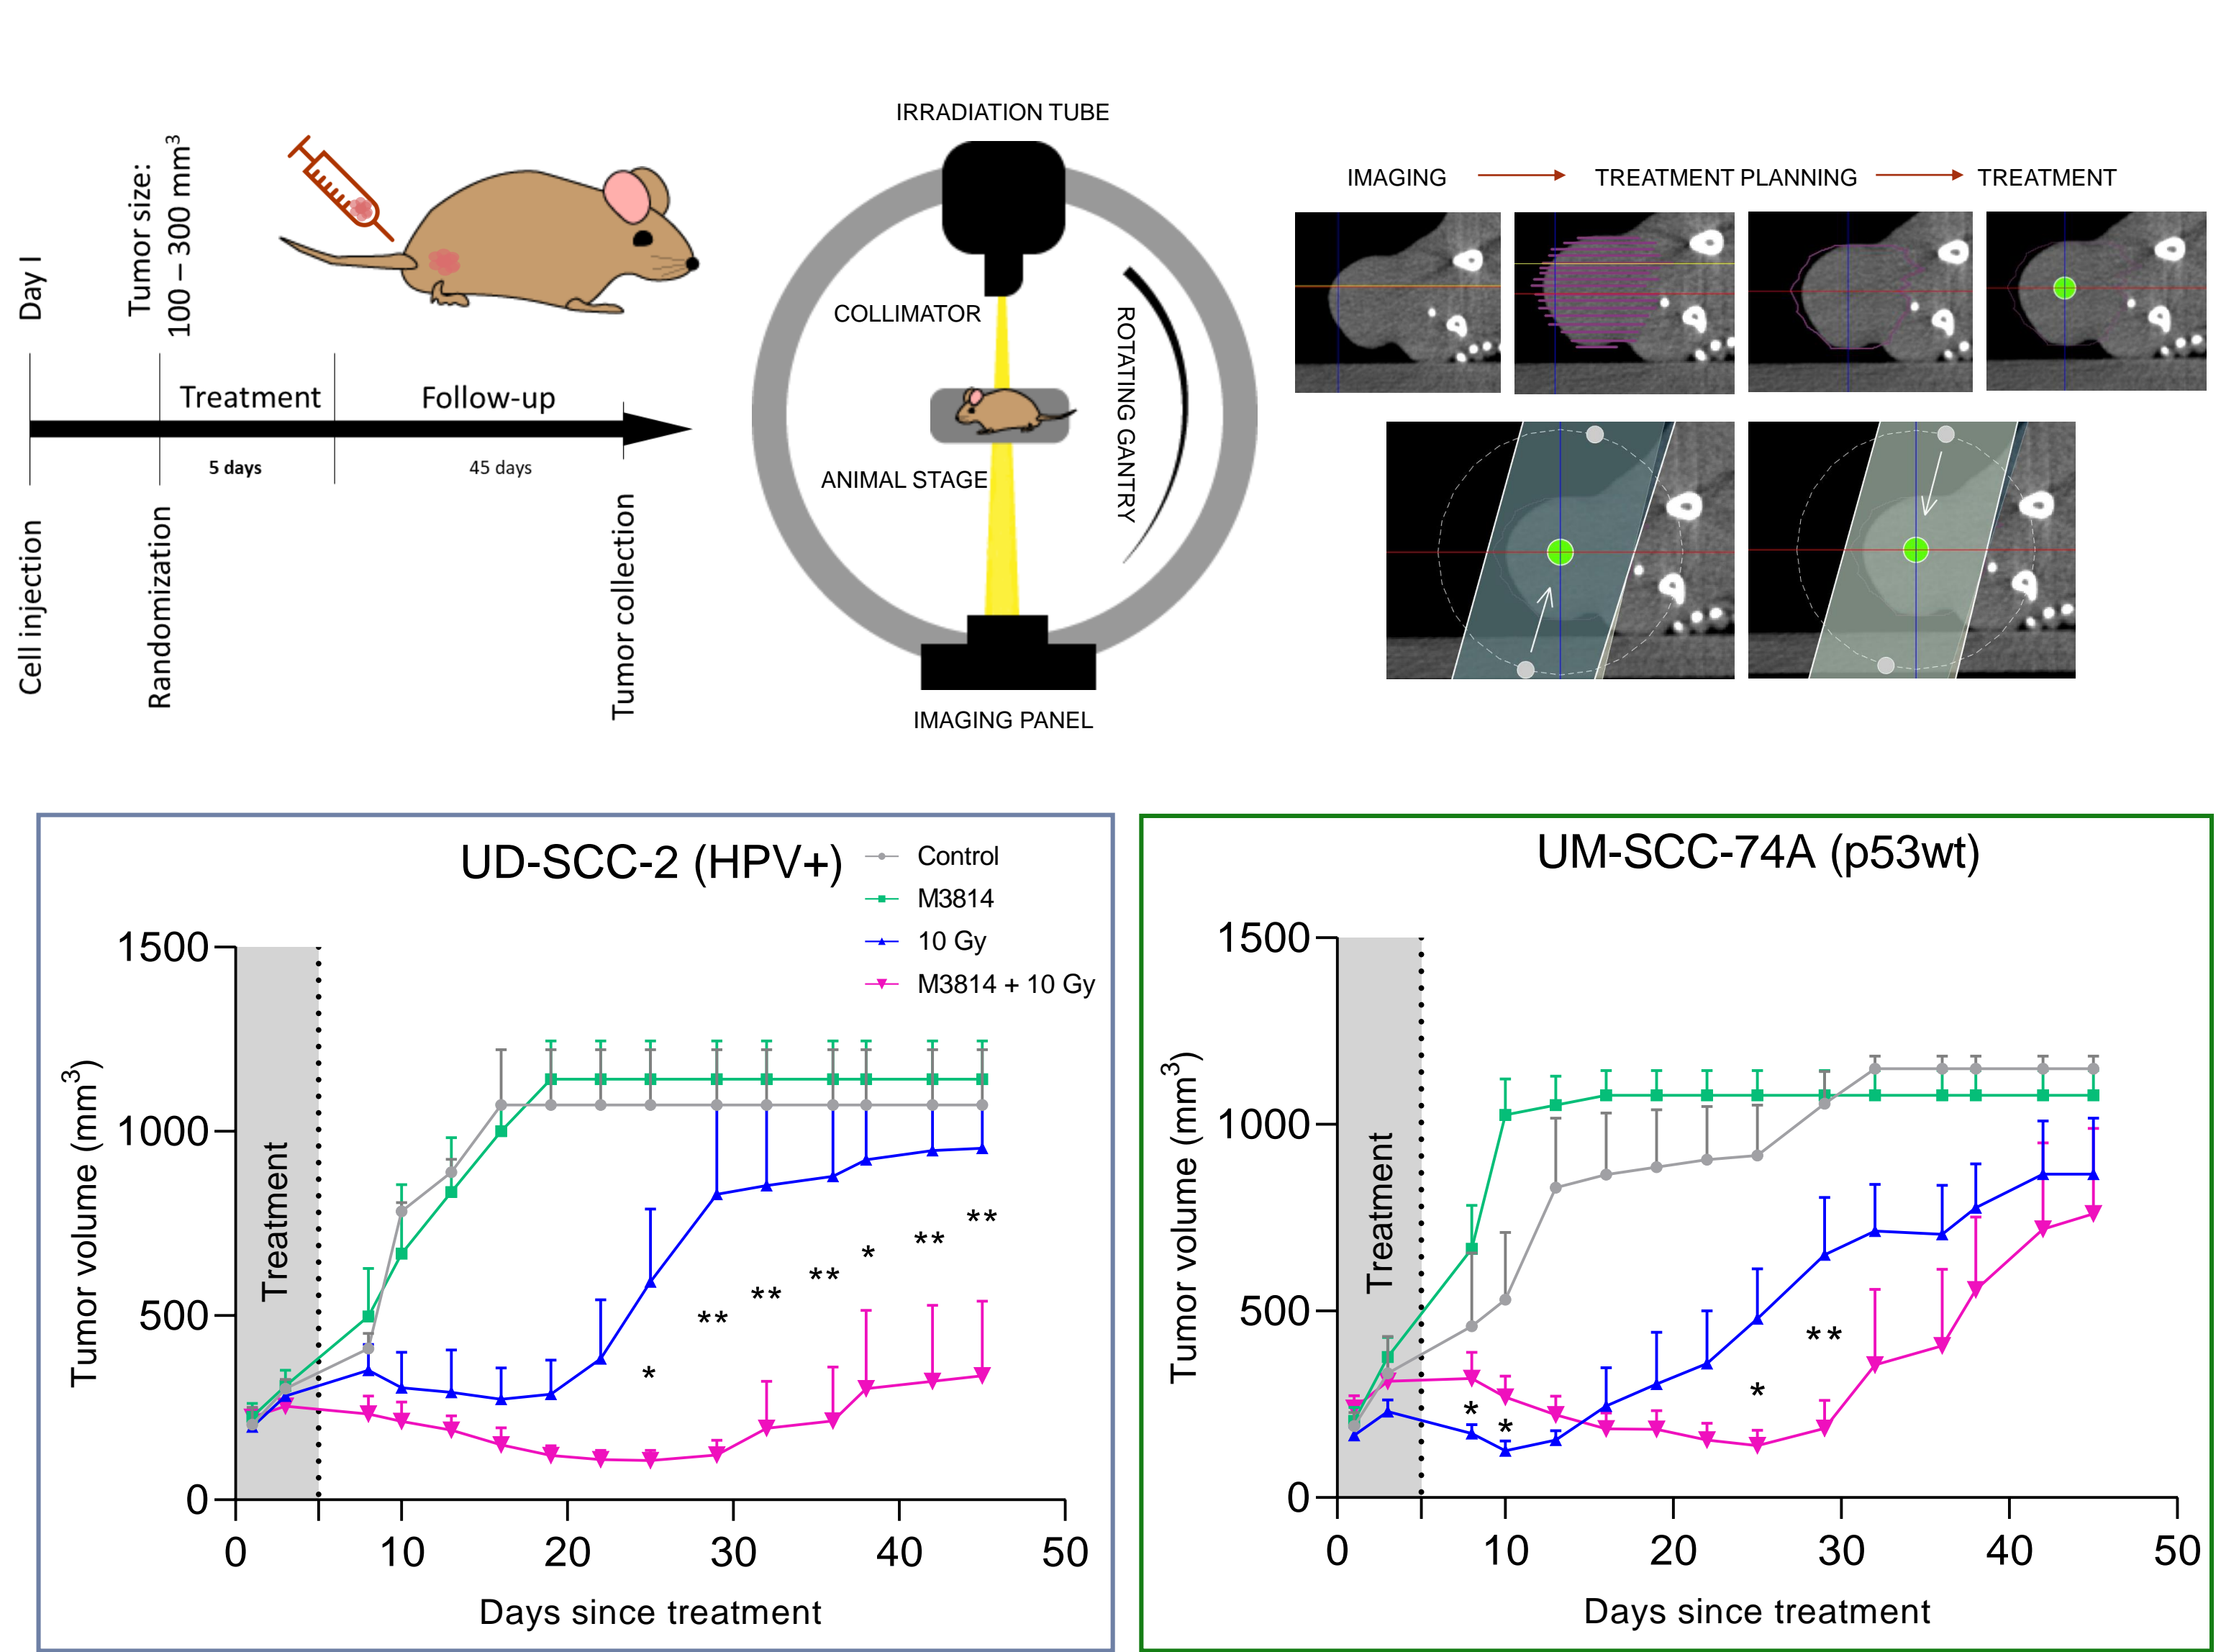 Day I
Tumor size:
100 – 300 mm³
Treatment
Follow-up
5 days
45 days
Cell injection
Randomization
Tumor collection
IRRADIATION TUBE
COLLIMATOR
ROTATING GANTRY
ANIMAL STAGE
IMAGING PANEL
IMAGING
TREATMENT PLANNING
TREATMENT
UD-SCC-2 (HPV+)
Control
M3814
10 Gy
M3814 + 10 Gy
Tumor volume (mm³)
1500
1000
500
0
Treatment
*
**
**
**
*
**
**
0 10 20 30 40 50
Days since treatment
UM-SCC-74A (p53wt)
Tumor volume (mm³)
1500
1000
500
0
Treatment
*
*
*
**
0 10 20 30 40 50
Days since treatment